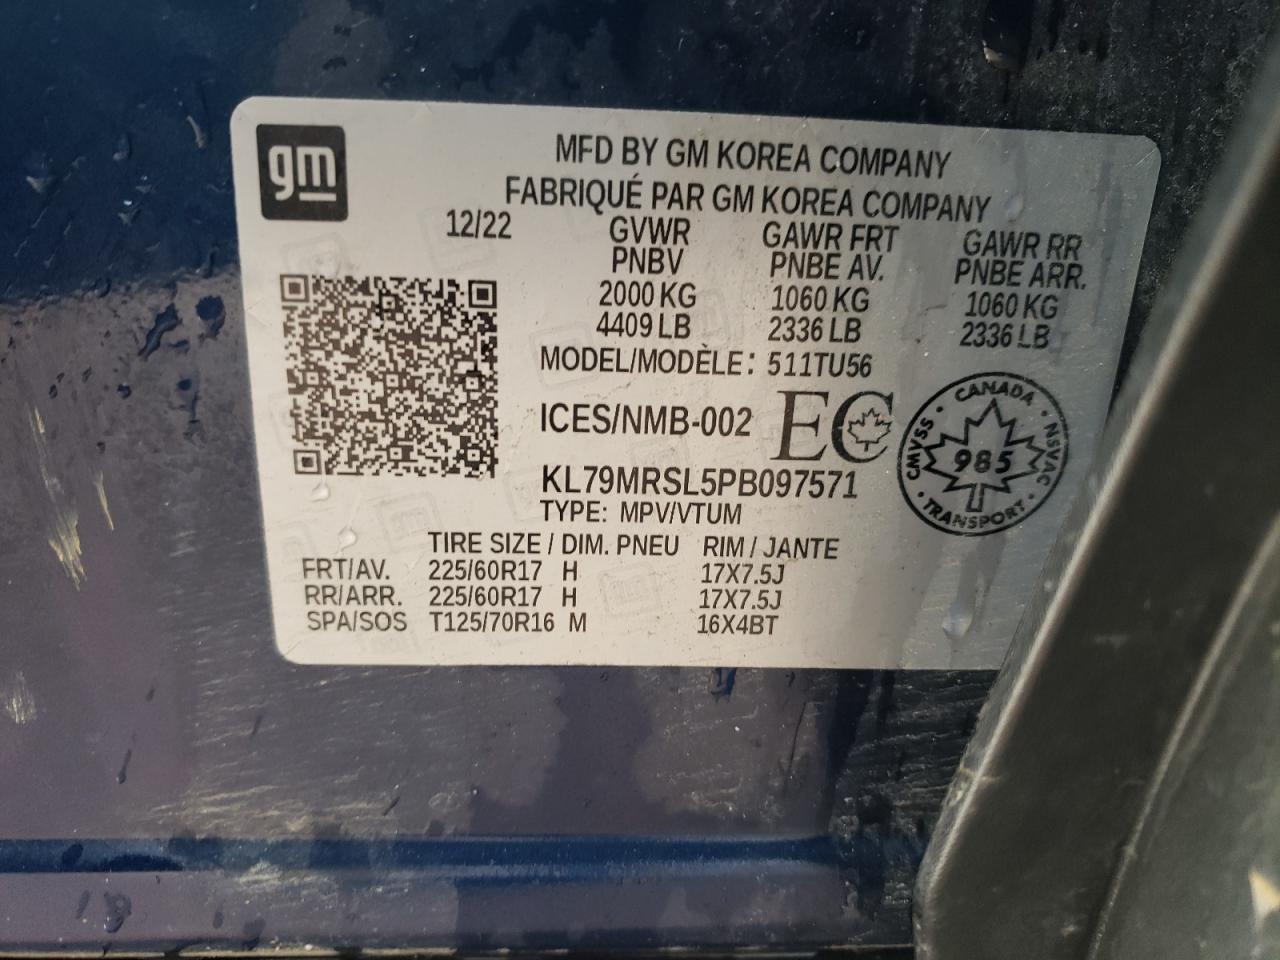 gm
MFD BY GM KOREA COMPANY
FABRIQUÉ PAR GM KOREA COMPANY
12/22 GVWR GAWR FRT GAWR RR
PNBV PNBE AV. PNBE ARR.
2000 KG 1060 KG 1060 KG
4409 LB 2336 LB 2336 LB
MODEL/MODÈLE: 511TU56
ICES/NMB-002 EC
CANADA
CMVSS 985 NSVAC
TRANSPORT
KL79MRSL5PB097571
TYPE: MPV/VTUM
TIRE SIZE / DIM. PNEU RIM / JANTE
FRT/AV. 225/60R17 H 17X7.5J
RR/ARR. 225/60R17 H 17X7.5J
SPA/SOS T125/70R16 M 16X4BT